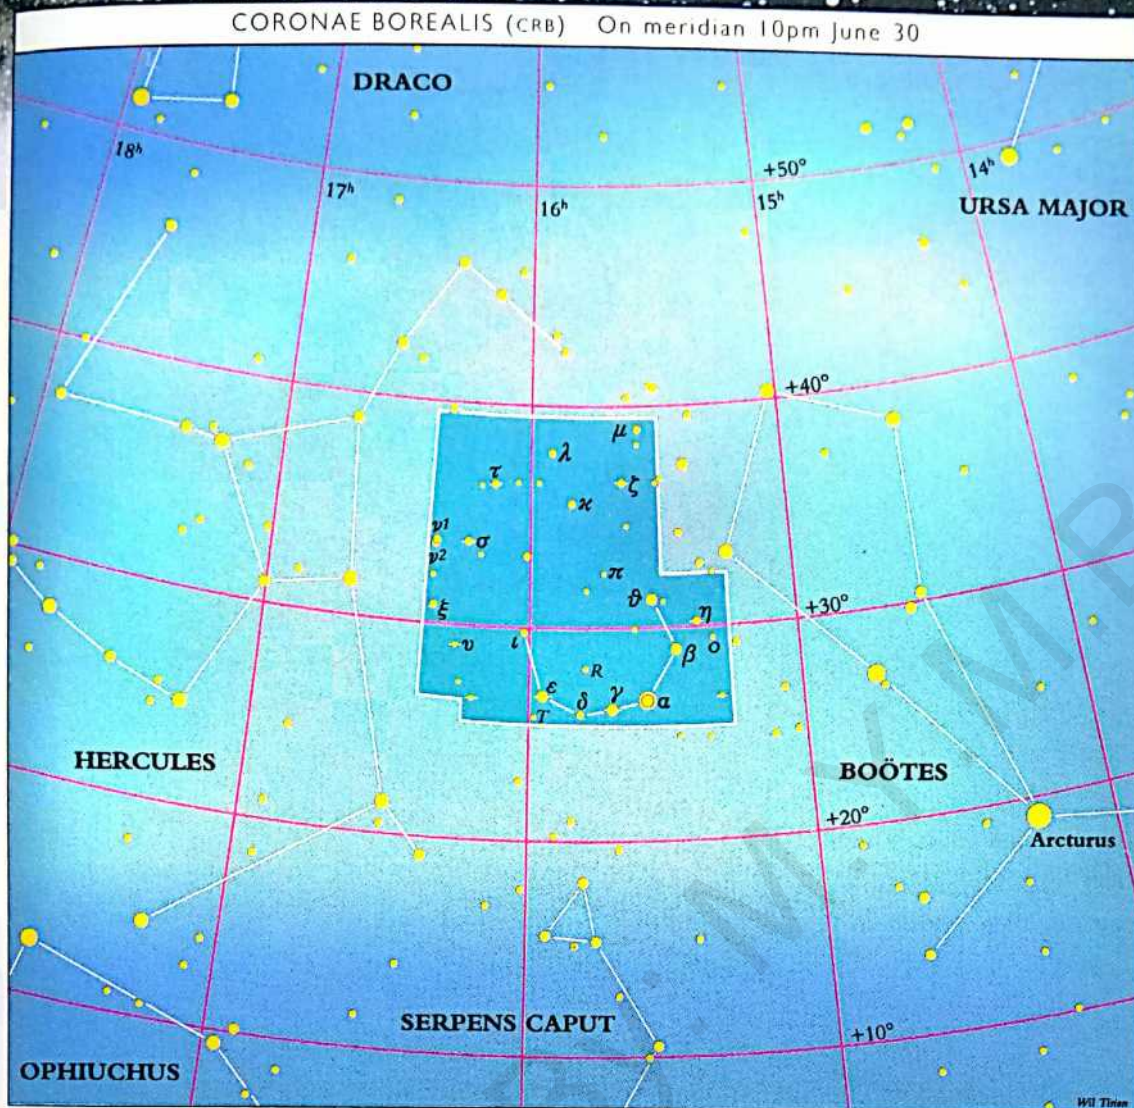 CORONAE BOREALIS (CRB) On meridian 10pm June 30
DRACO
18h
17h
16h
+50°
15h
14h
URSA MAJOR
+40°
μ
λ
τ
ζ
ϰ
ν1
σ
ν2
π
ϑ
+30°
ξ
η
ι
υ
β
ο
R
ε
δ
γ
α
T
HERCULES
BOÖTES
+20°
Arcturus
SERPENS CAPUT
+10°
OPHIUCHUS
Wil Tirion
M.Y.M.B